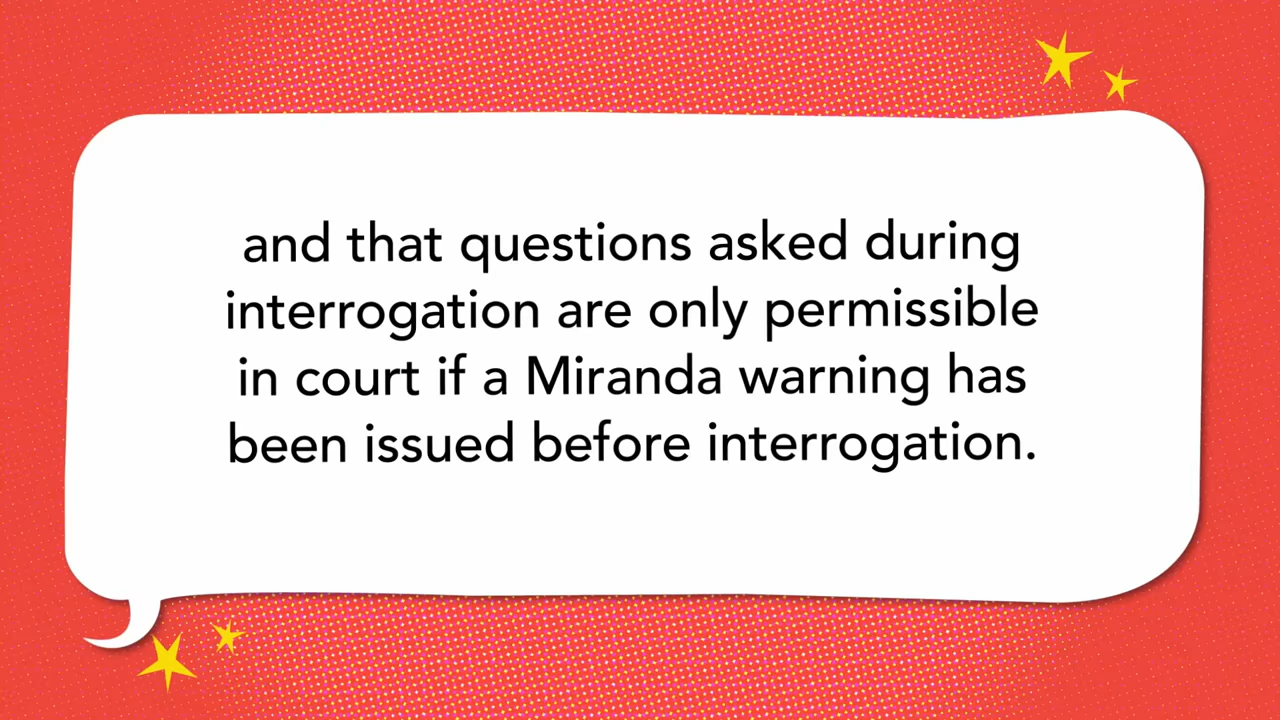 and that questions asked during
interrogation are only permissible
in court if a Miranda warning has
been issued before interrogation.